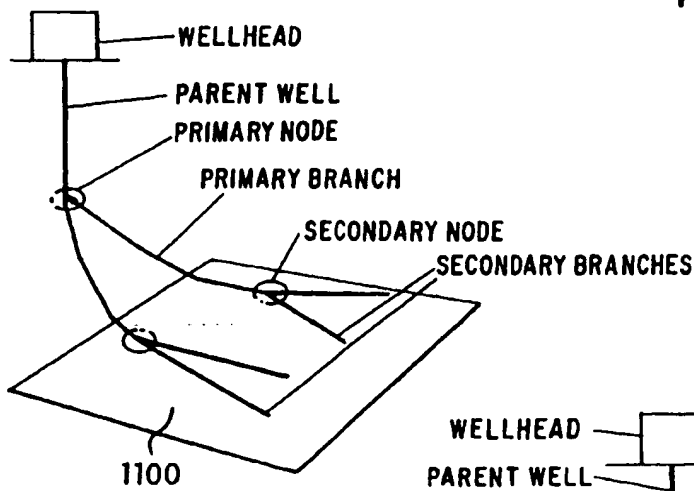 WELLHEAD
PARENT WELL
PRIMARY NODE
PRIMARY BRANCH
SECONDARY NODE
SECONDARY BRANCHES
1100
WELLHEAD
PARENT WELL